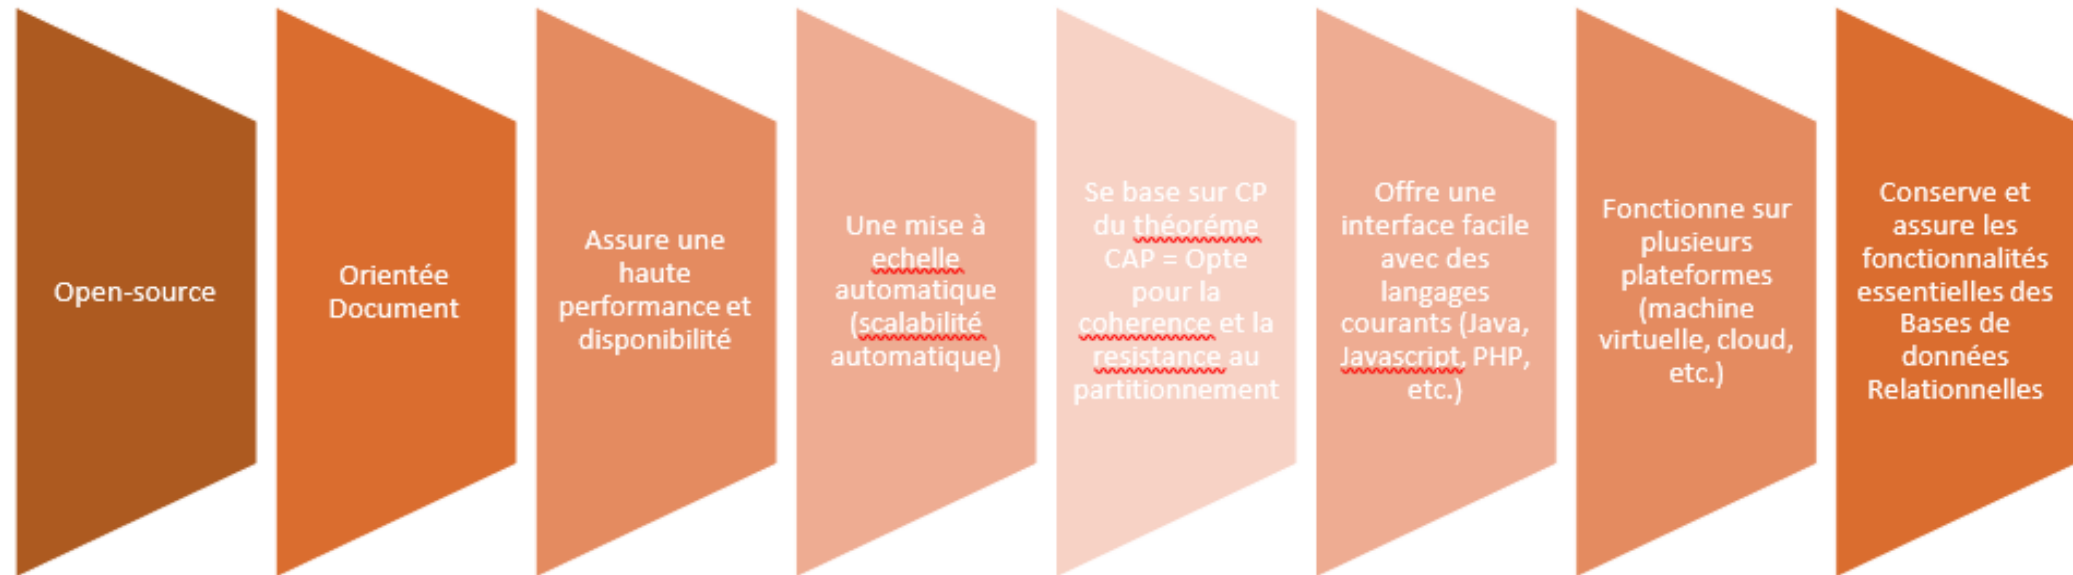 Open-source
Orientée
Document
Assure une
haute
performance et
disponibilité
Une mise à
echelle
automatique
(scalabilité
automatique)
Se base sur CP
du théoréme
CAP = Opte
pour la
coherence et la
resistance au
partitionnement
Offre une
interface facile
avec des
langages
courants (Java,
Javascript, PHP,
etc.)
Fonctionne sur
plusieurs
plateformes
(machine
virtuelle, cloud,
etc.)
Conserve et
assure les
fonctionnalités
essentielles des
Bases de
données
Relationnelles